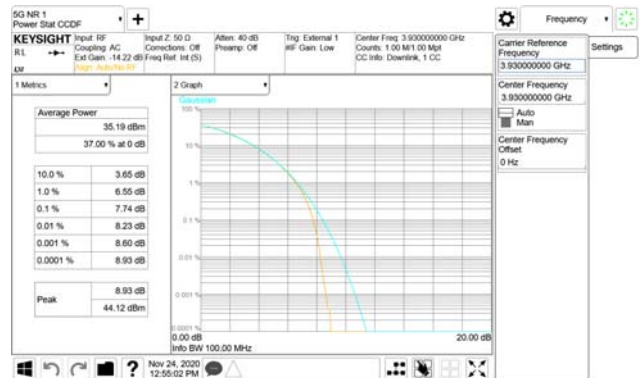 5G NR 1
Power Stat CCDF
Frequency
KEYSIGHT
RL
Input: RF
Coupling: AC
Ext Gain: -14.22 dB
Align: Auto/No RF
Input Z: 50 Ω
Corrections: Off
Freq Ref: Int (S)
Atten: 40 dB
Preamp: Off
Trig: External 1
#IF Gain: Low
Center Freq: 3.930000000 GHz
Counts: 1.00 M/1.00 Mpt
CC Info: Downlink, 1 CC
Carrier Reference
Frequency
3.930000000 GHz
Settings
Center Frequency
3.930000000 GHz
Auto
Man
Center Frequency
Offset
0 Hz
1 Metrics
2 Graph
Average Power
35.19 dBm
37.00 % at 0 dB
10.0 % 3.65 dB
1.0 % 6.55 dB
0.1 % 7.74 dB
0.01 % 8.23 dB
0.001 % 8.60 dB
0.0001 % 8.93 dB
Peak
8.93 dB
44.12 dBm
Gaussian
100 %
10 %
1 %
0.1 %
0.01 %
0.001 %
0.0001 %
0.00 dB
20.00 dB
Info BW 100.00 MHz
Nov 24, 2020
12:55:02 PM